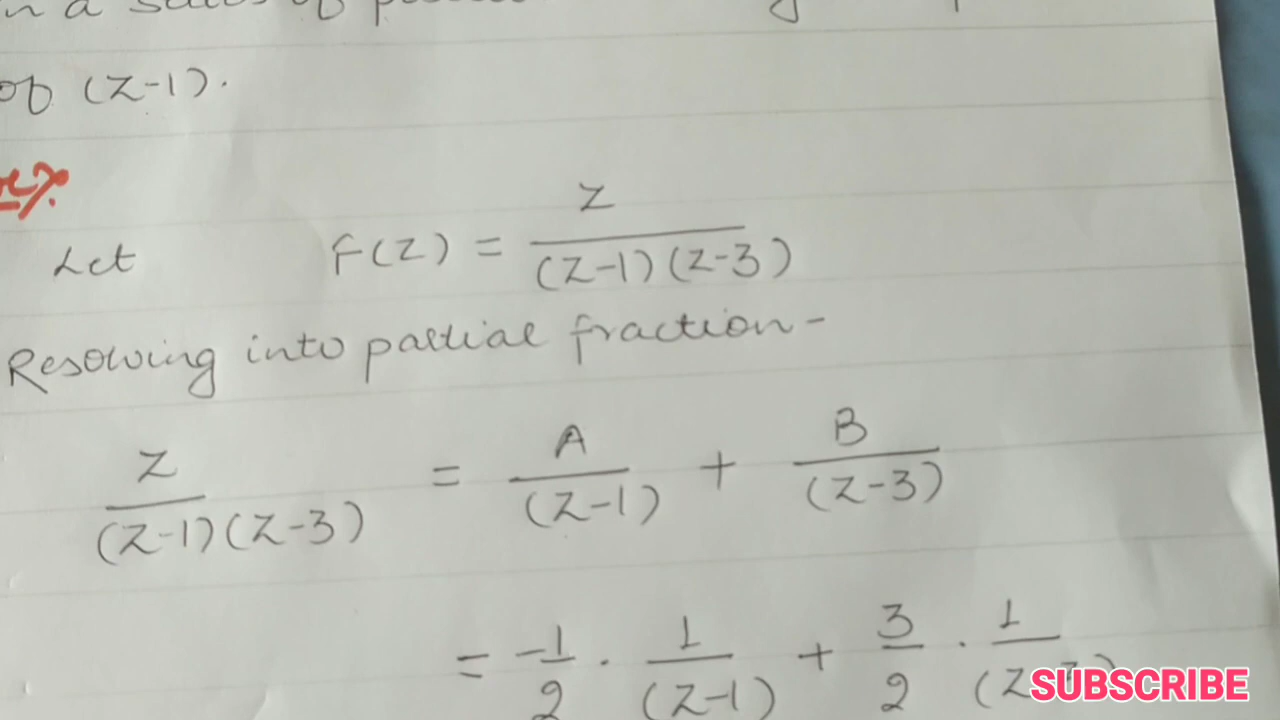 of (z-1).
Let F(z) = z / (z-1)(z-3)
Resolving into partial fraction -
z / (z-1)(z-3) = A / (z-1) + B / (z-3)
= -1/2 · 1/(z-1) + 3/2 · 1/(z
SUBSCRIBE